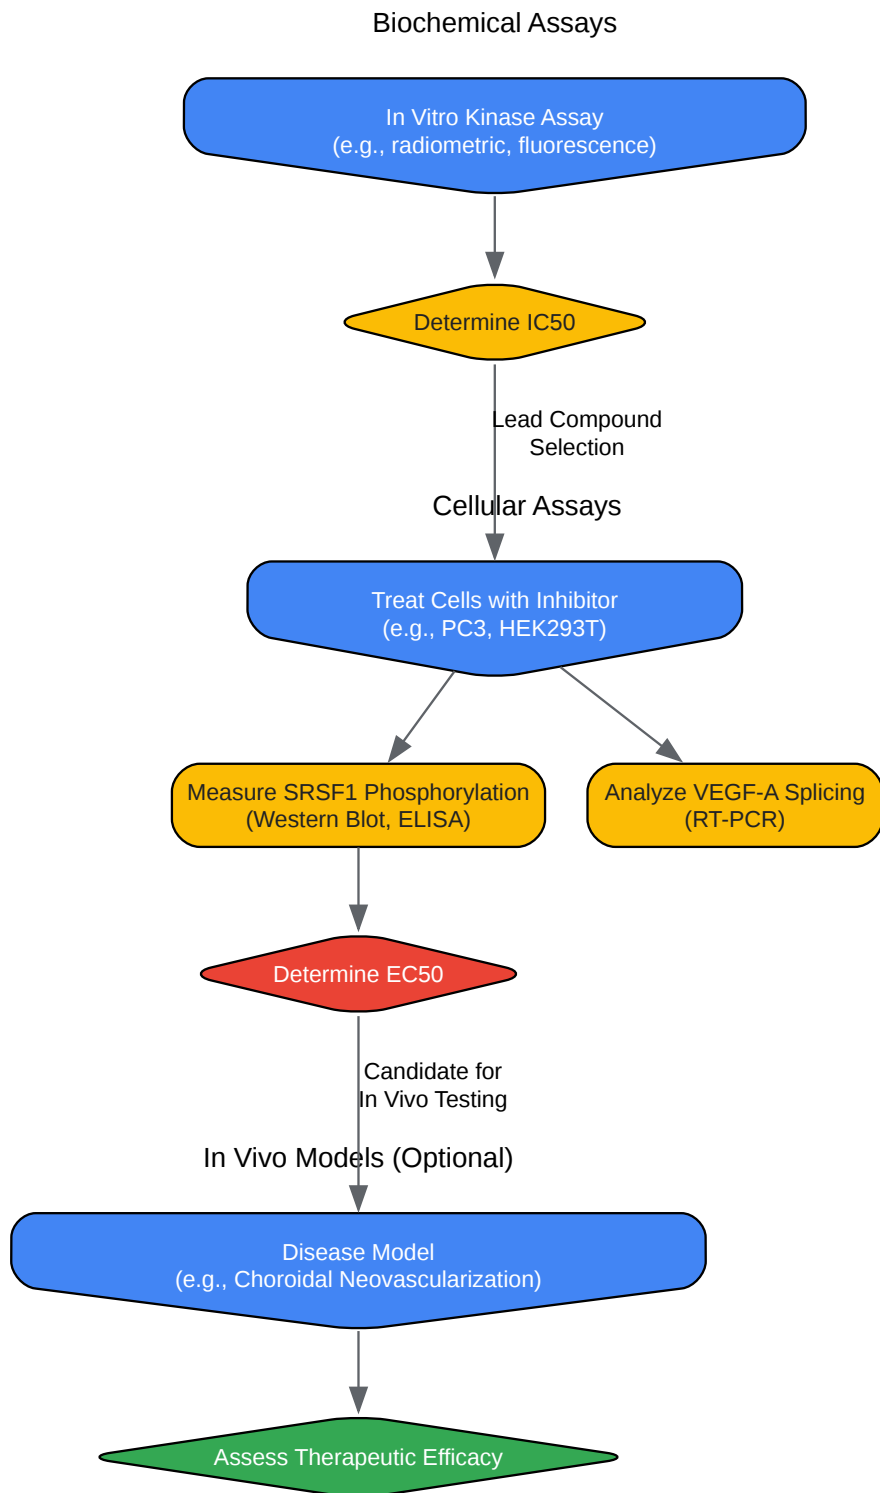 Biochemical Assays
In Vitro Kinase Assay
(e.g., radiometric, fluorescence)
Determine IC50
Lead Compound
Selection
Cellular Assays
Treat Cells with Inhibitor
(e.g., PC3, HEK293T)
Measure SRSF1 Phosphorylation
(Western Blot, ELISA)
Analyze VEGF-A Splicing
(RT-PCR)
Determine EC50
Candidate for
In Vivo Testing
In Vivo Models (Optional)
Disease Model
(e.g., Choroidal Neovascularization)
Assess Therapeutic Efficacy